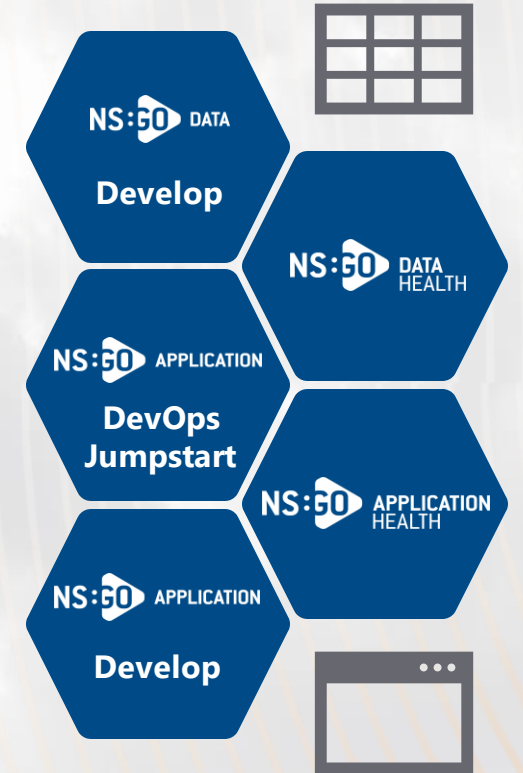 NS:GO DATA
Develop
NS:GO DATA
HEALTH
NS:GO APPLICATION
DevOps
Jumpstart
NS:GO APPLICATION
HEALTH
NS:GO APPLICATION
Develop